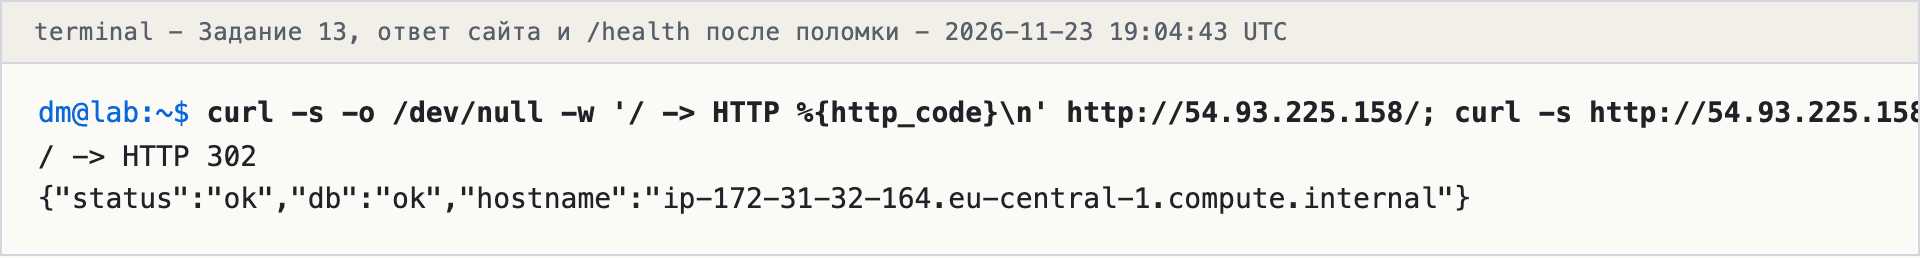 terminal — Задание 13, ответ сайта и /health после поломки — 2026-11-23 19:04:43 UTC
dm@lab:~$ curl -s -o /dev/null -w '/ -> HTTP %{http_code}\n' http://54.93.225.158/; curl -s http://54.93.225.158
/ -> HTTP 302
{"status":"ok","db":"ok","hostname":"ip-172-31-32-164.eu-central-1.compute.internal"}